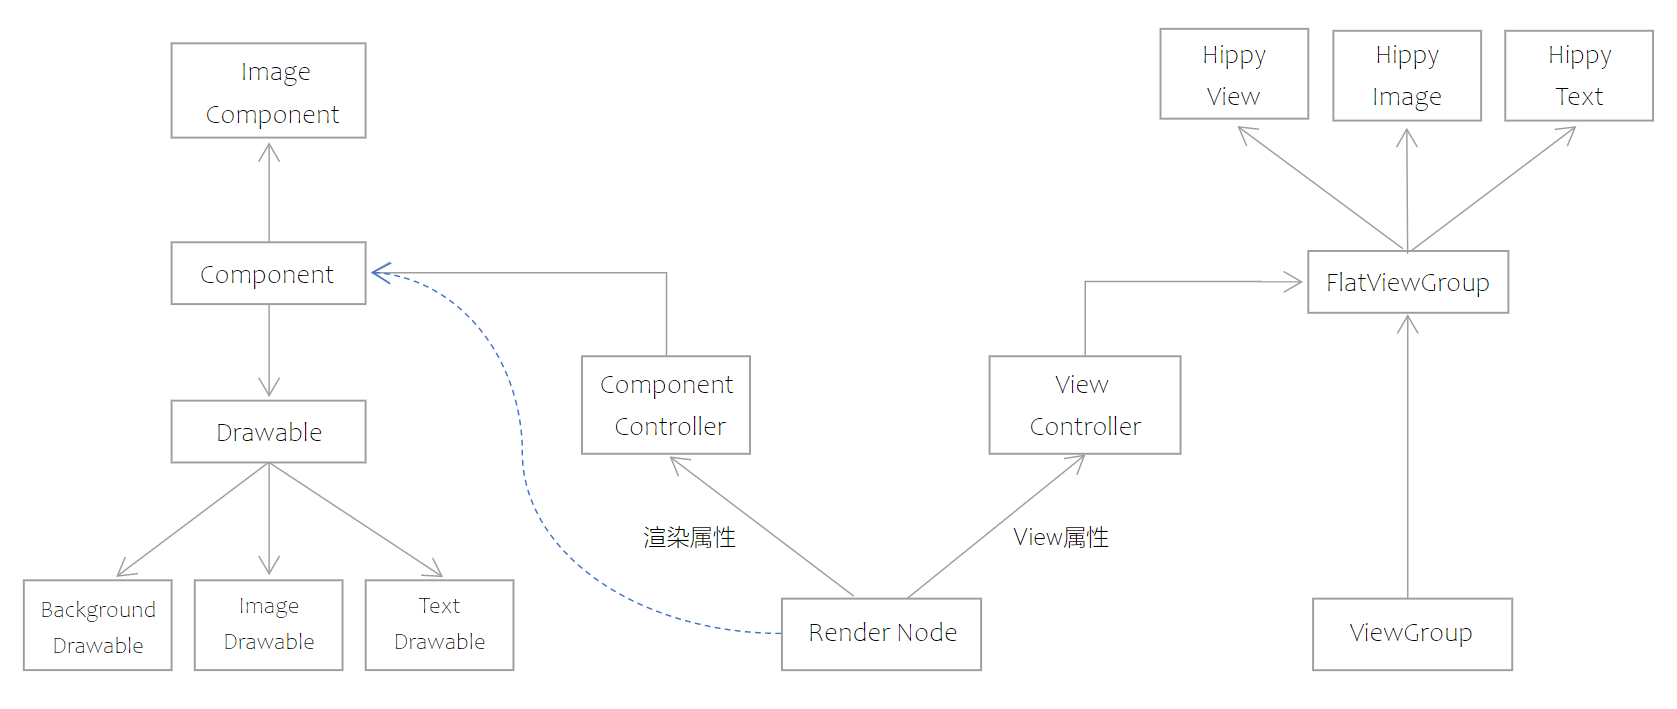 Image
Component
Hippy
View
Hippy
Image
Hippy
Text
Component
FlatViewGroup
Component
Controller
View
Controller
Drawable
渲染属性
View属性
Background
Drawable
Image
Drawable
Text
Drawable
Render Node
ViewGroup